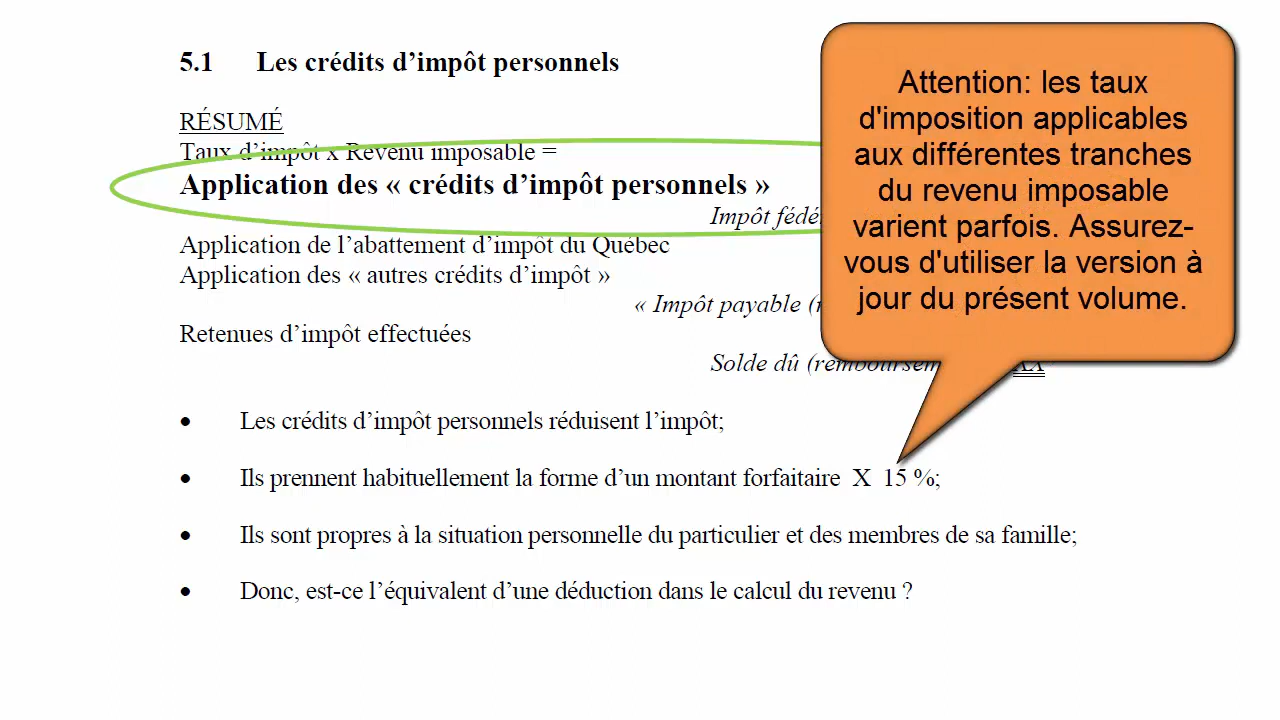 5.1 Les crédits d’impôt personnels
RÉSUMÉ
Taux d’impôt x Revenu imposable =
Application des « crédits d’impôt personnels »
Impôt
Application de l’abattement d’impôt du Québec
Application des « autres crédits d’impôt »
« Impôt payable
Retenues d’impôt effectuées
Solde dû
Attention: les taux
d'imposition applicables
aux différentes tranches
du revenu imposable
varient parfois. Assurez-
vous d'utiliser la version à
jour du présent volume.
• Les crédits d’impôt personnels réduisent l’impôt;
• Ils prennent habituellement la forme d’un montant forfaitaire X 15 %;
• Ils sont propres à la situation personnelle du particulier et des membres de sa famille;
• Donc, est-ce l’équivalent d’une déduction dans le calcul du revenu ?